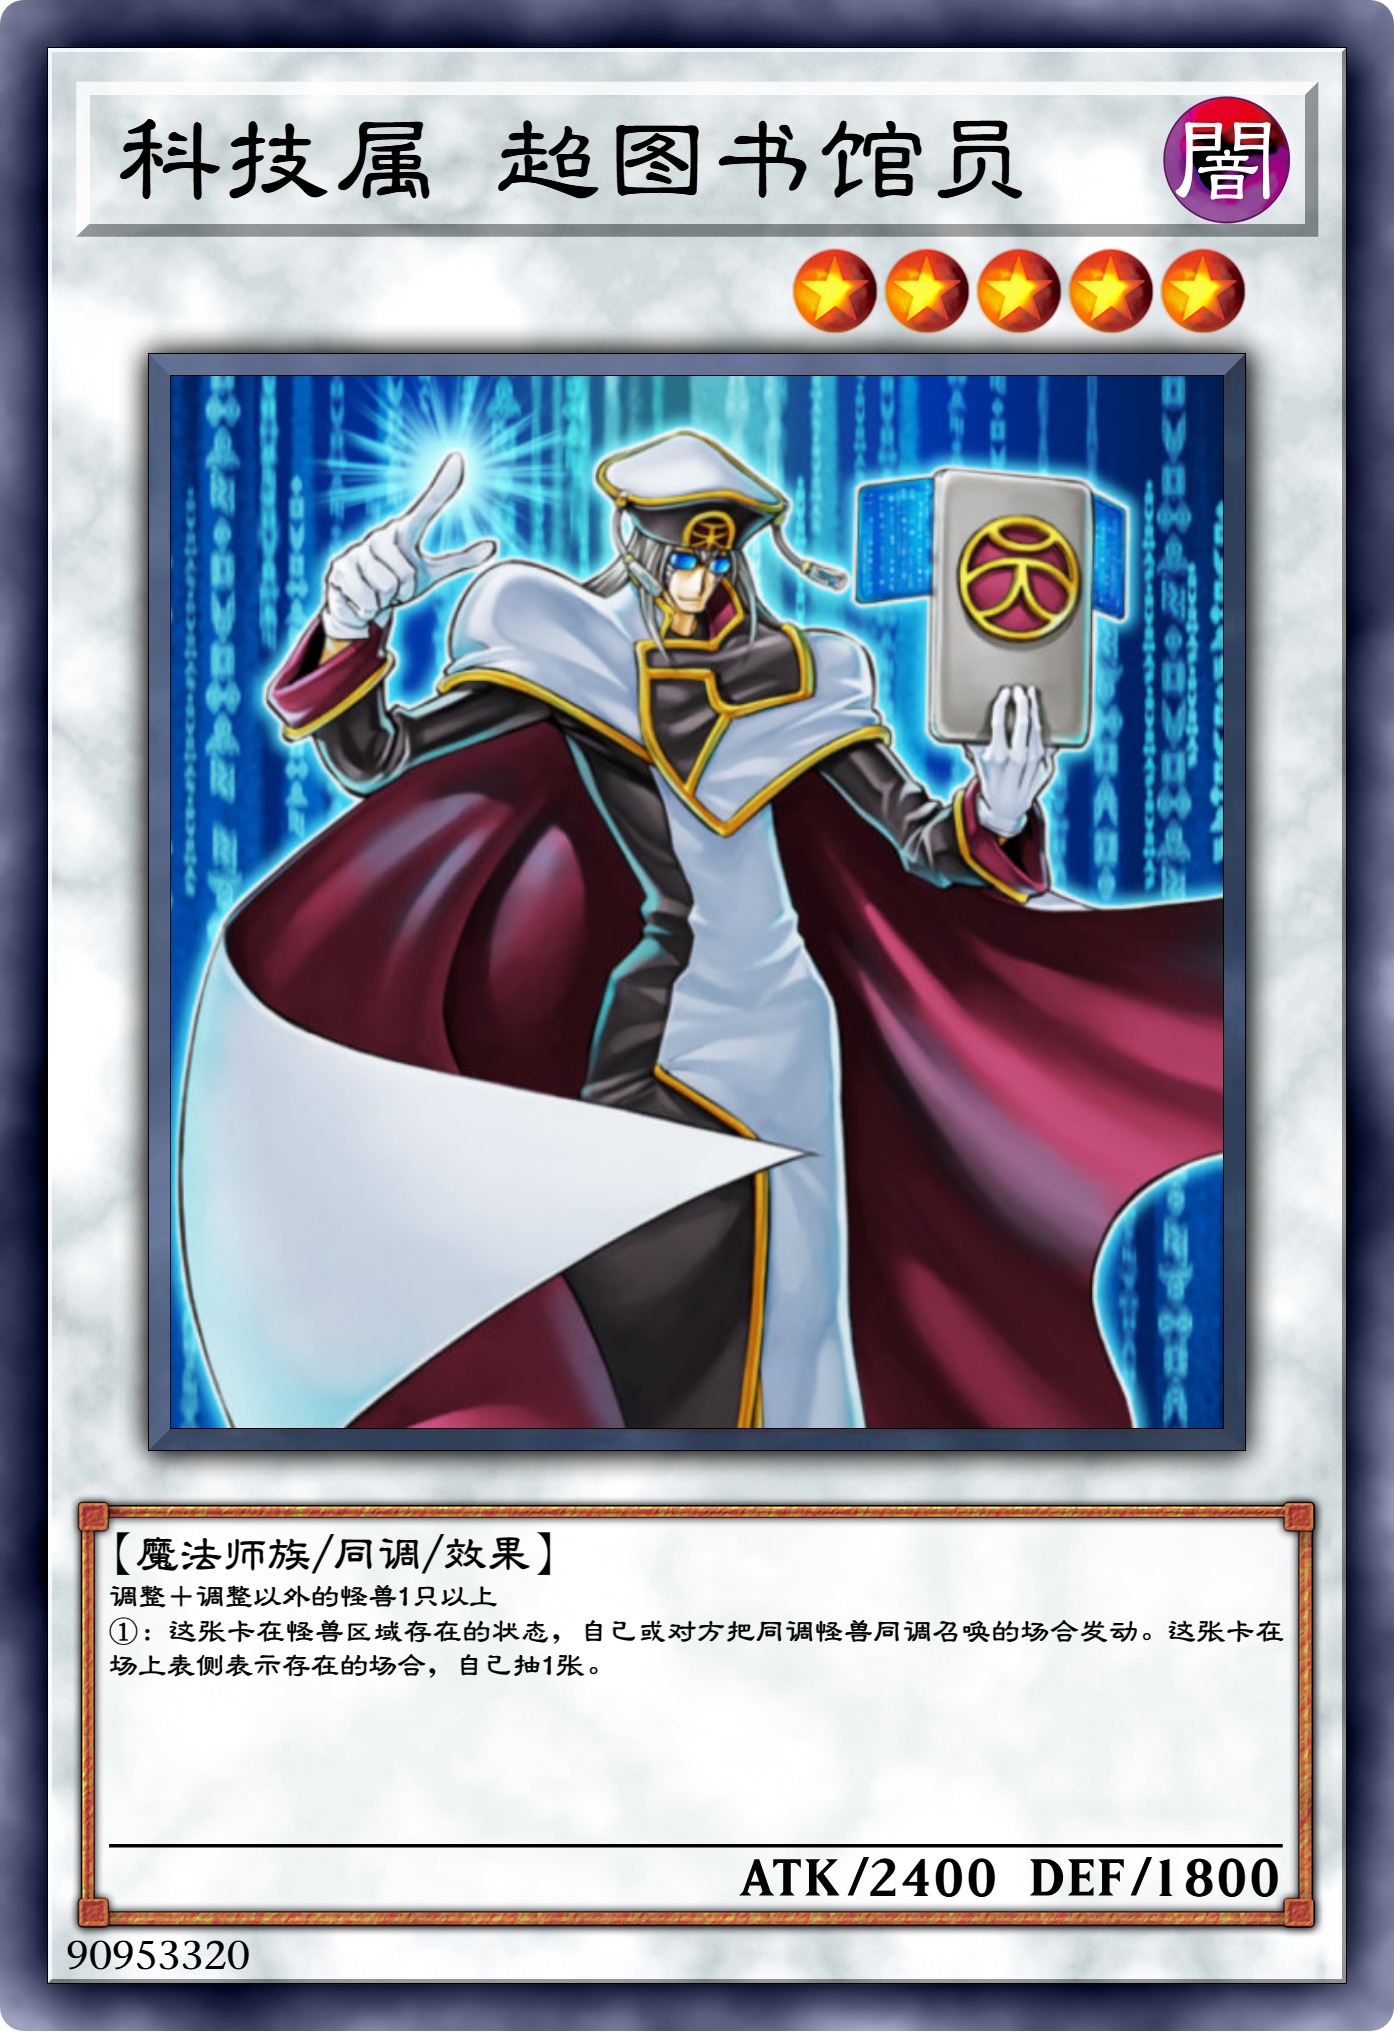 科技属 超图书馆员
闇
【魔法师族/同调/效果】
调整＋调整以外的怪兽1只以上
①：这张卡在怪兽区域存在的状态，自己或对方把同调怪兽同调召唤的场合发动。这张卡在
场上表侧表示存在的场合，自己抽1张。
ATK/2400 DEF/1800
90953320